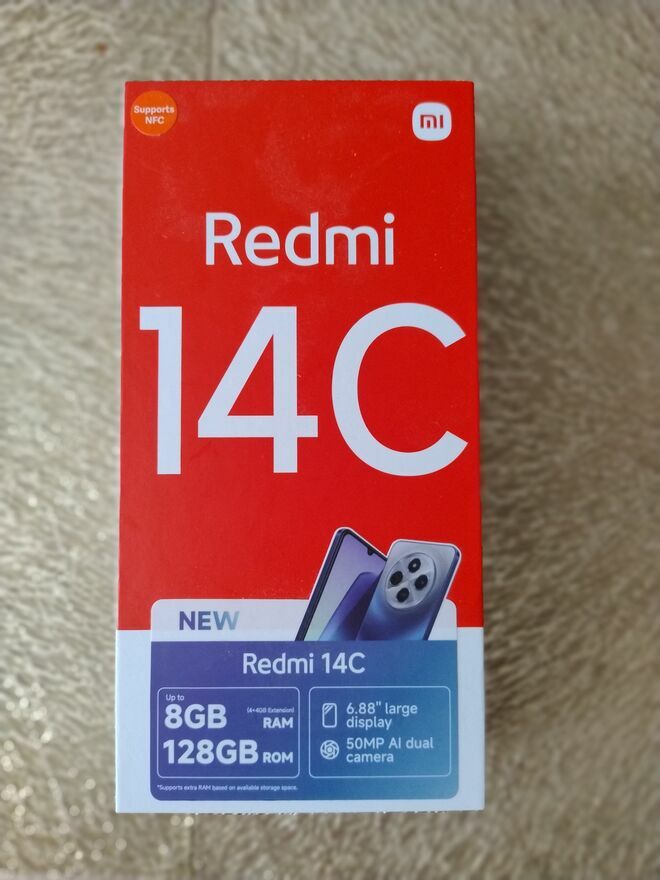 Supports
NFC
mi
Redmi
14C
NEW
Redmi 14C
Up to
8GB (4+4GB Extension) RAM
128GB ROM
6.88" large
display
50MP AI dual
camera
*Supports extra RAM based on available storage space.